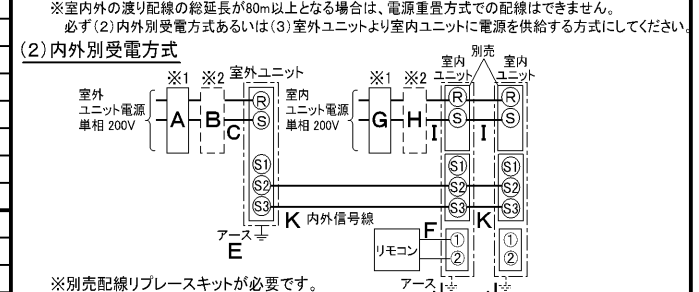 ※室内外の渡り配線の総延長が80m以上となる場合は、電源重畳方式での配線はできません。
必ず(2)内外別受電方式あるいは(3)室外ユニットより室内ユニットに電源を供給する方式にしてください。
(2)内外別受電方式
別売
室外ユニット
室内
ユニット
室内
ユニット
※1
※2
※1
※2
室外
ユニット電源
単相 200V
A
B
C
R
S
室内
ユニット電源
単相 200V
G
H
I
R
S
I
R
S
S1
S2
S3
S1
S2
S3
S1
S2
S3
K 内外信号線
K
アース
E
リモコン
F
①
②
①
②
アース
J
J
※別売配線リプレースキットが必要です。